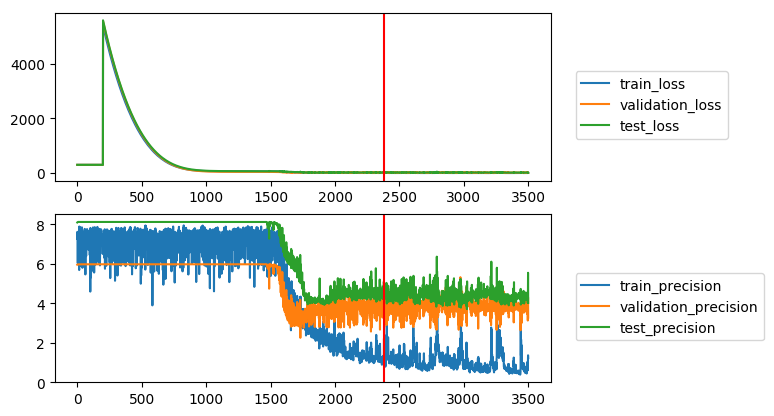 4000
2000
0
0 500 1000 1500 2000 2500 3000 3500
train_loss
validation_loss
test_loss
8
6
4
2
0
0 500 1000 1500 2000 2500 3000 3500
train_precision
validation_precision
test_precision